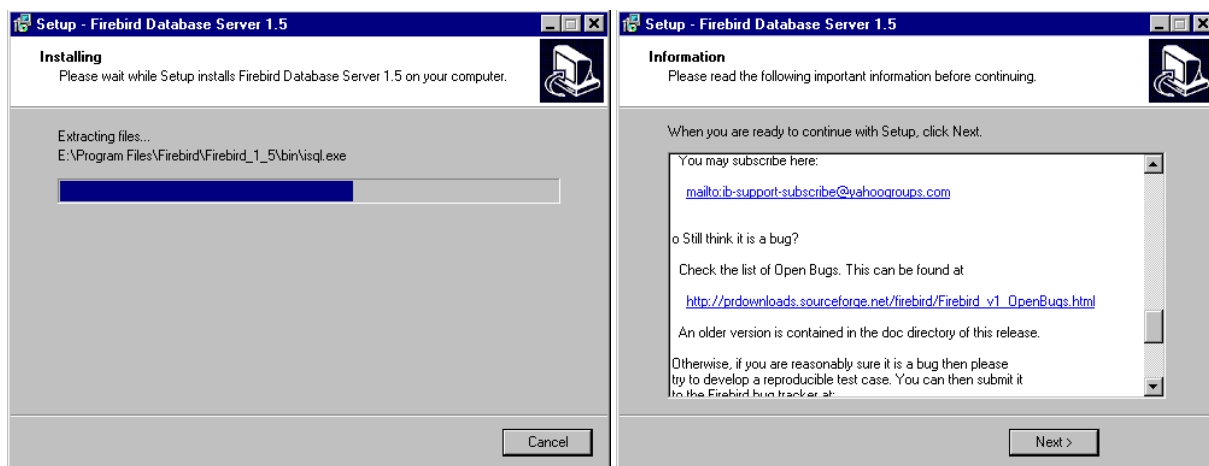 Setup - Firebird Database Server 1.5
Installing
Please wait while Setup installs Firebird Database Server 1.5 on your computer.
Extracting files...
E:\Program Files\Firebird\Firebird_1_5\bin\isql.exe
Cancel
Setup - Firebird Database Server 1.5
Information
Please read the following important information before continuing.
When you are ready to continue with Setup, click Next.
You may subscribe here:
mailto:ib-support-subscribe@yahoogroups.com
o Still think it is a bug?
Check the list of Open Bugs. This can be found at
http://prdownloads.sourceforge.net/firebird/Firebird_v1_OpenBugs.html
An older version is contained in the doc directory of this release.
Otherwise, if you are reasonably sure it is a bug then please
try to develop a reproducible test case. You can then submit it
to the Firebird bug tracker at:
Next >